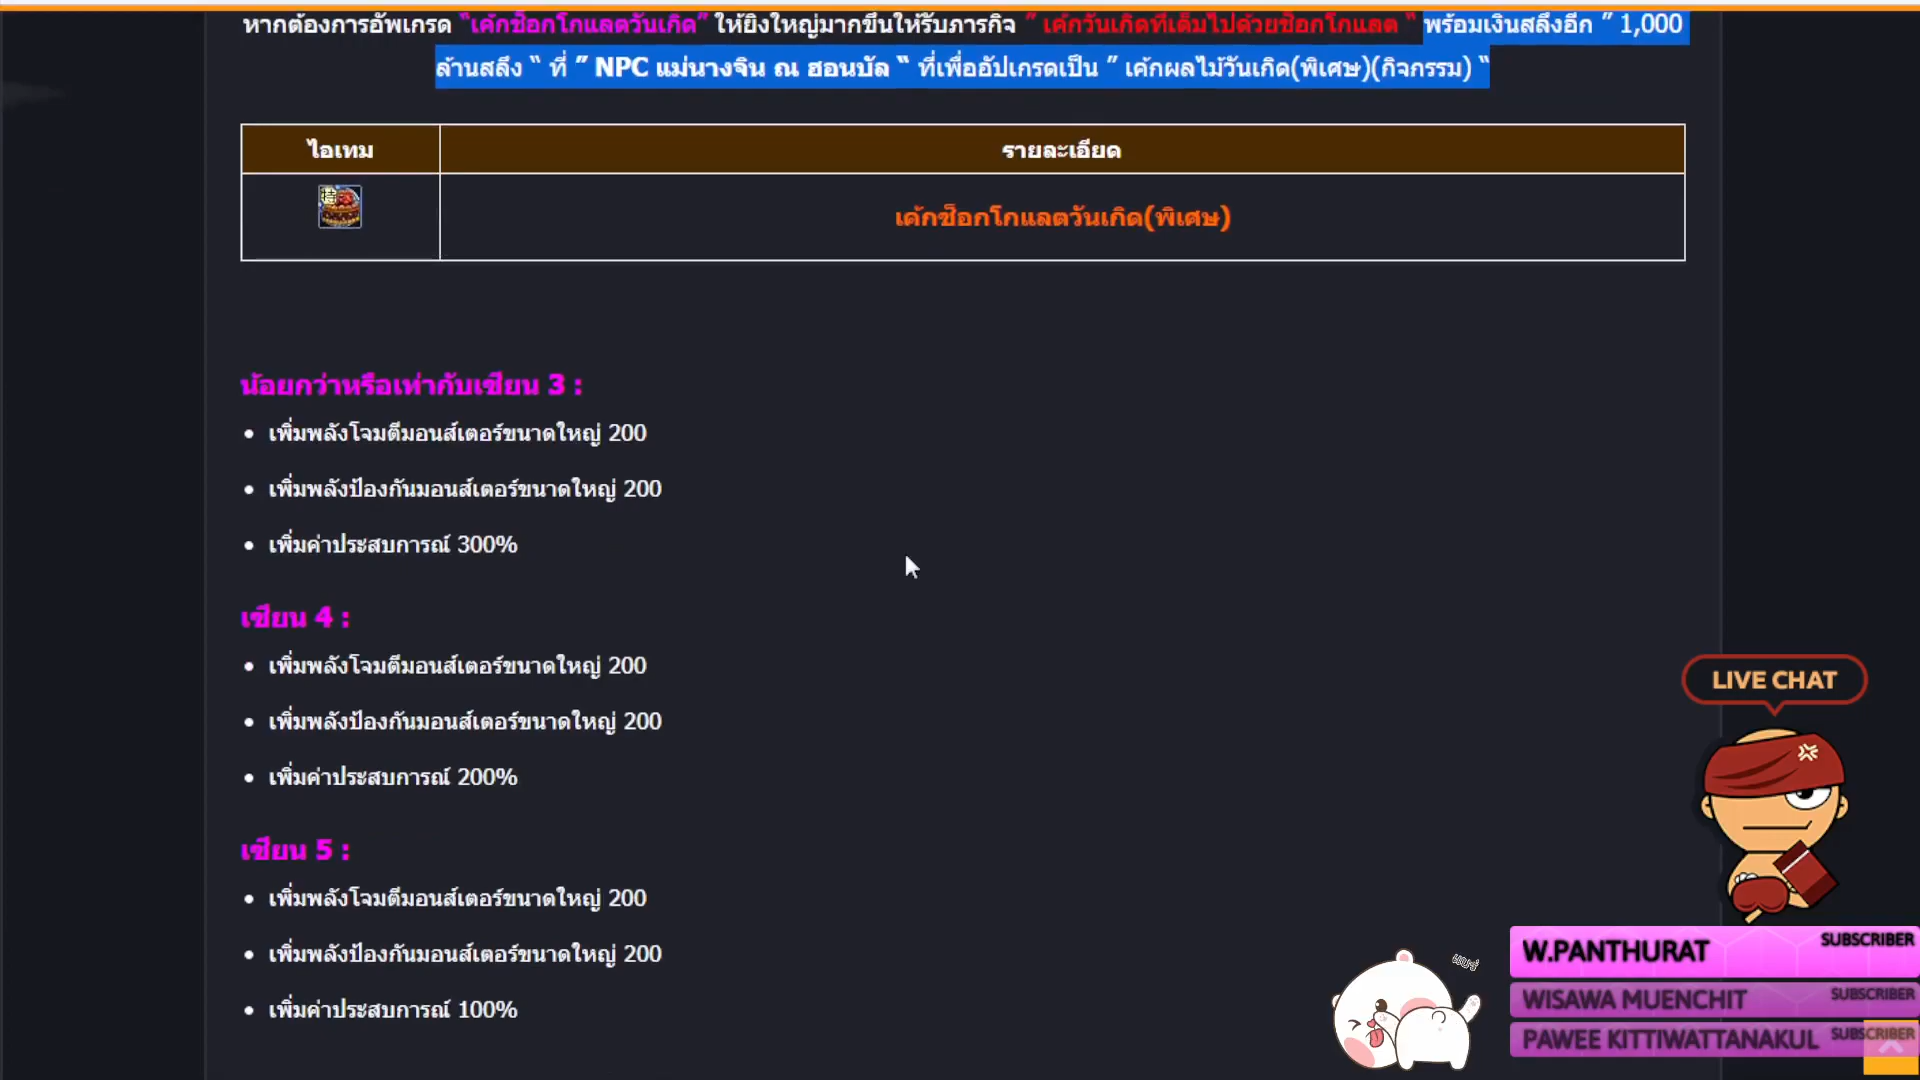 หากต้องการอัพเกรด “เค้กช็อกโกแลตวันเกิด” ให้ยิ่งใหญ่มากขึ้นให้รับภารกิจ ” เค้กวันเกิดที่เต็มไปด้วยช็อกโกแลต “ พร้อมเงินสลึงอีก ” 1,000
ล้านสลึง “ ที่ ” NPC แม่นางจิน ณ ฮอนบัล “ ที่เพื่ออัปเกรดเป็น ” เค้กผลไม้วันเกิด(พิเศษ)(กิจกรรม) “
ไอเทม
รายละเอียด
特
เค้กช็อกโกแลตวันเกิด(พิเศษ)
น้อยกว่าหรือเท่ากับเซียน 3 :
• เพิ่มพลังโจมตีมอนส์เตอร์ขนาดใหญ่ 200
• เพิ่มพลังป้องกันมอนส์เตอร์ขนาดใหญ่ 200
• เพิ่มค่าประสบการณ์ 300%
เซียน 4 :
• เพิ่มพลังโจมตีมอนส์เตอร์ขนาดใหญ่ 200
• เพิ่มพลังป้องกันมอนส์เตอร์ขนาดใหญ่ 200
• เพิ่มค่าประสบการณ์ 200%
เซียน 5 :
• เพิ่มพลังโจมตีมอนส์เตอร์ขนาดใหญ่ 200
• เพิ่มพลังป้องกันมอนส์เตอร์ขนาดใหญ่ 200
• เพิ่มค่าประสบการณ์ 100%
LIVE CHAT
W.PANTHURAT SUBSCRIBER
WISAWA MUENCHIT SUBSCRIBER
PAWEE KITTIWATTANAKUL SUBSCRIBER